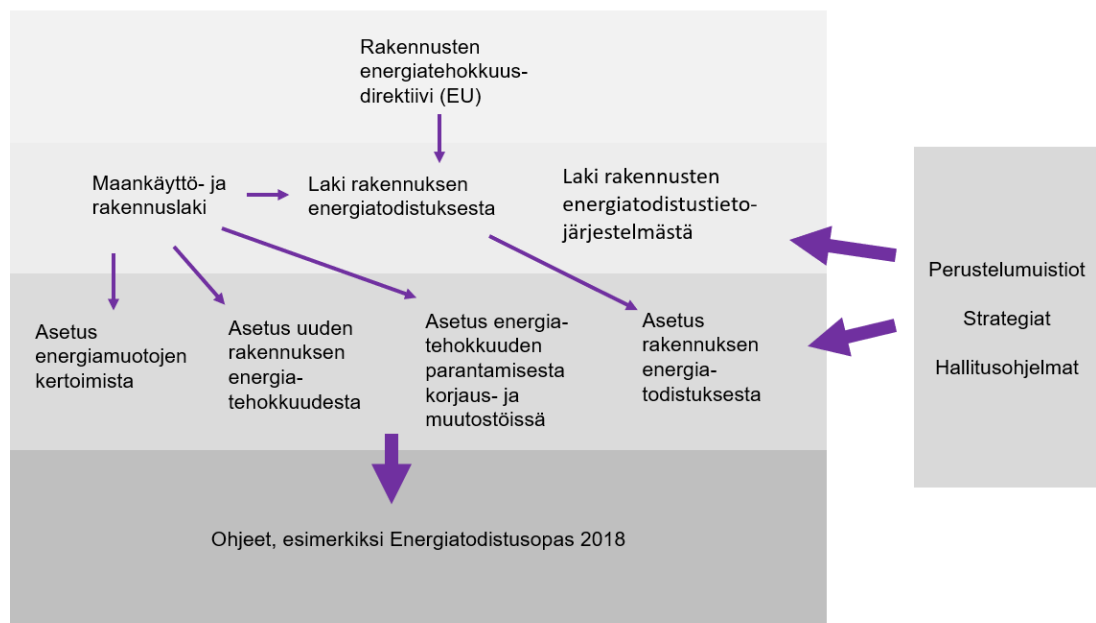 Rakennusten
energiatehokkuus-
direktiivi (EU)
Maankäyttö- ja
rakennuslaki
Laki rakennuksen
energiatodistuksesta
Laki rakennusten
energiatodistustieto-
järjestelmästä
Asetus
energiamuotojen
kertoimista
Asetus uuden
rakennuksen
energia-
tehokkuudesta
Asetus energia-
tehokkuuden
parantamisesta
korjaus- ja
muutostöissä
Asetus
rakennuksen
energia-
todistuksesta
Perustelumuistiot
Strategiat
Hallitusohjelmat
Ohjeet, esimerkiksi Energiatodistusopas 2018